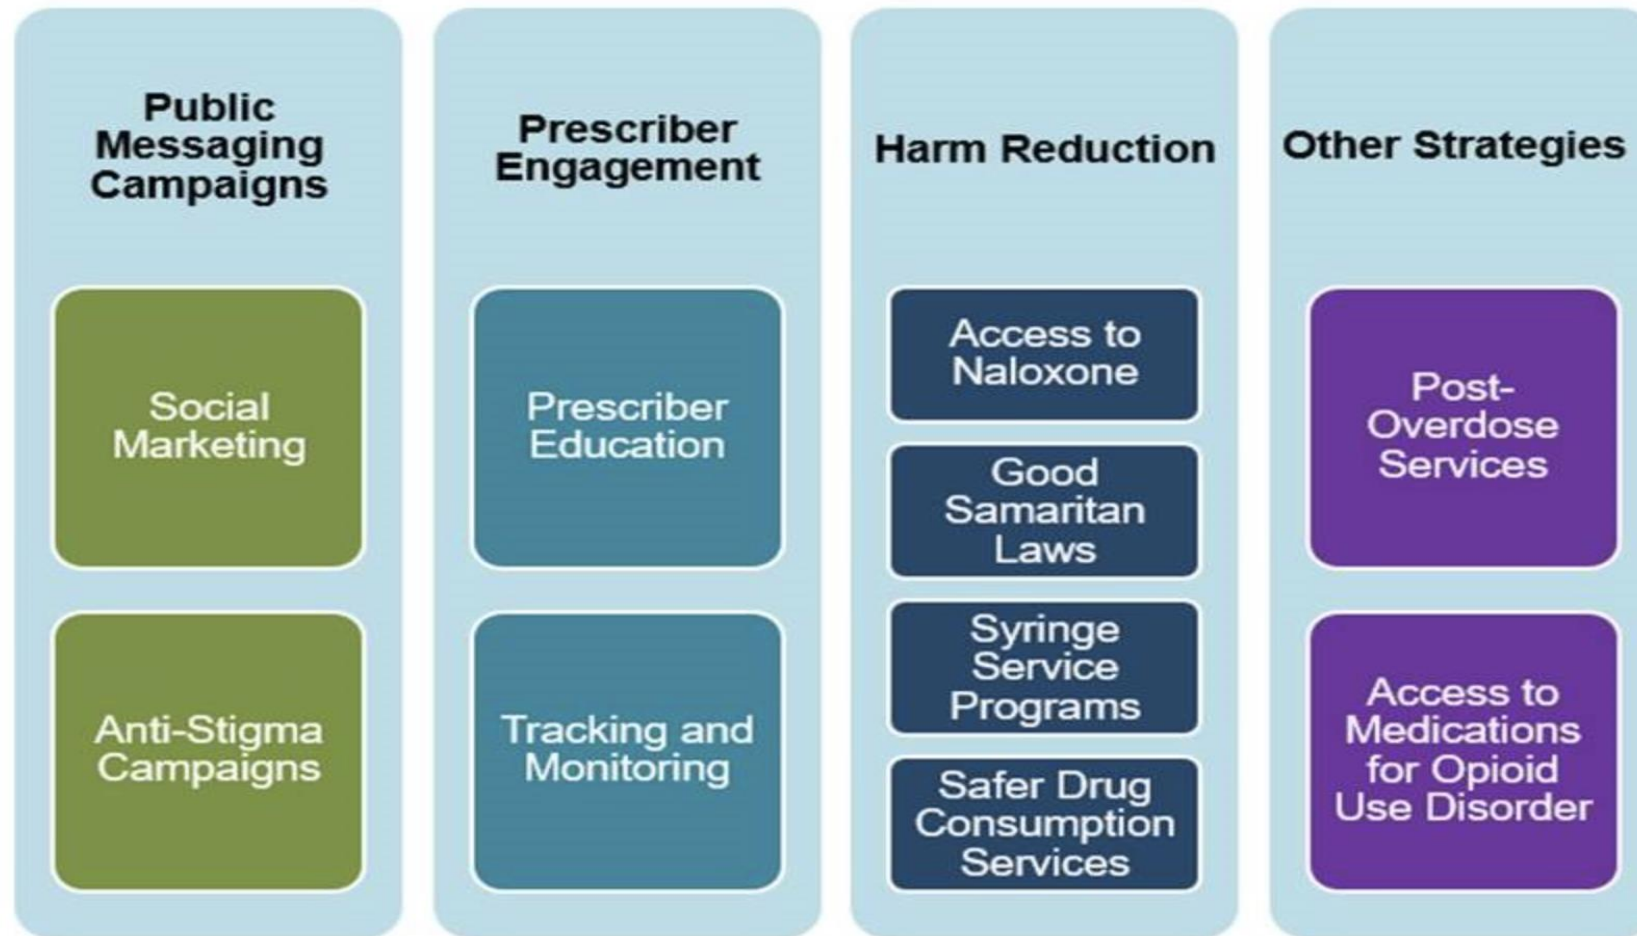 Public
Messaging
Campaigns
Social
Marketing
Anti-Stigma
Campaigns
Prescriber
Engagement
Prescriber
Education
Tracking and
Monitoring
Harm Reduction
Access to
Naloxone
Good
Samaritan
Laws
Syringe
Service
Programs
Safer Drug
Consumption
Services
Other Strategies
Post-
Overdose
Services
Access to
Medications
for Opioid
Use Disorder